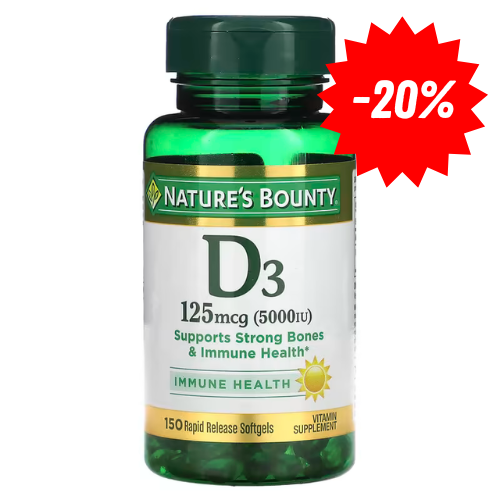 -20%
NATURE'S BOUNTY®
D3
125mcg (5000IU)
Supports Strong Bones
& Immune Health*
IMMUNE HEALTH
150 Rapid Release Softgels
VITAMIN
SUPPLEMENT